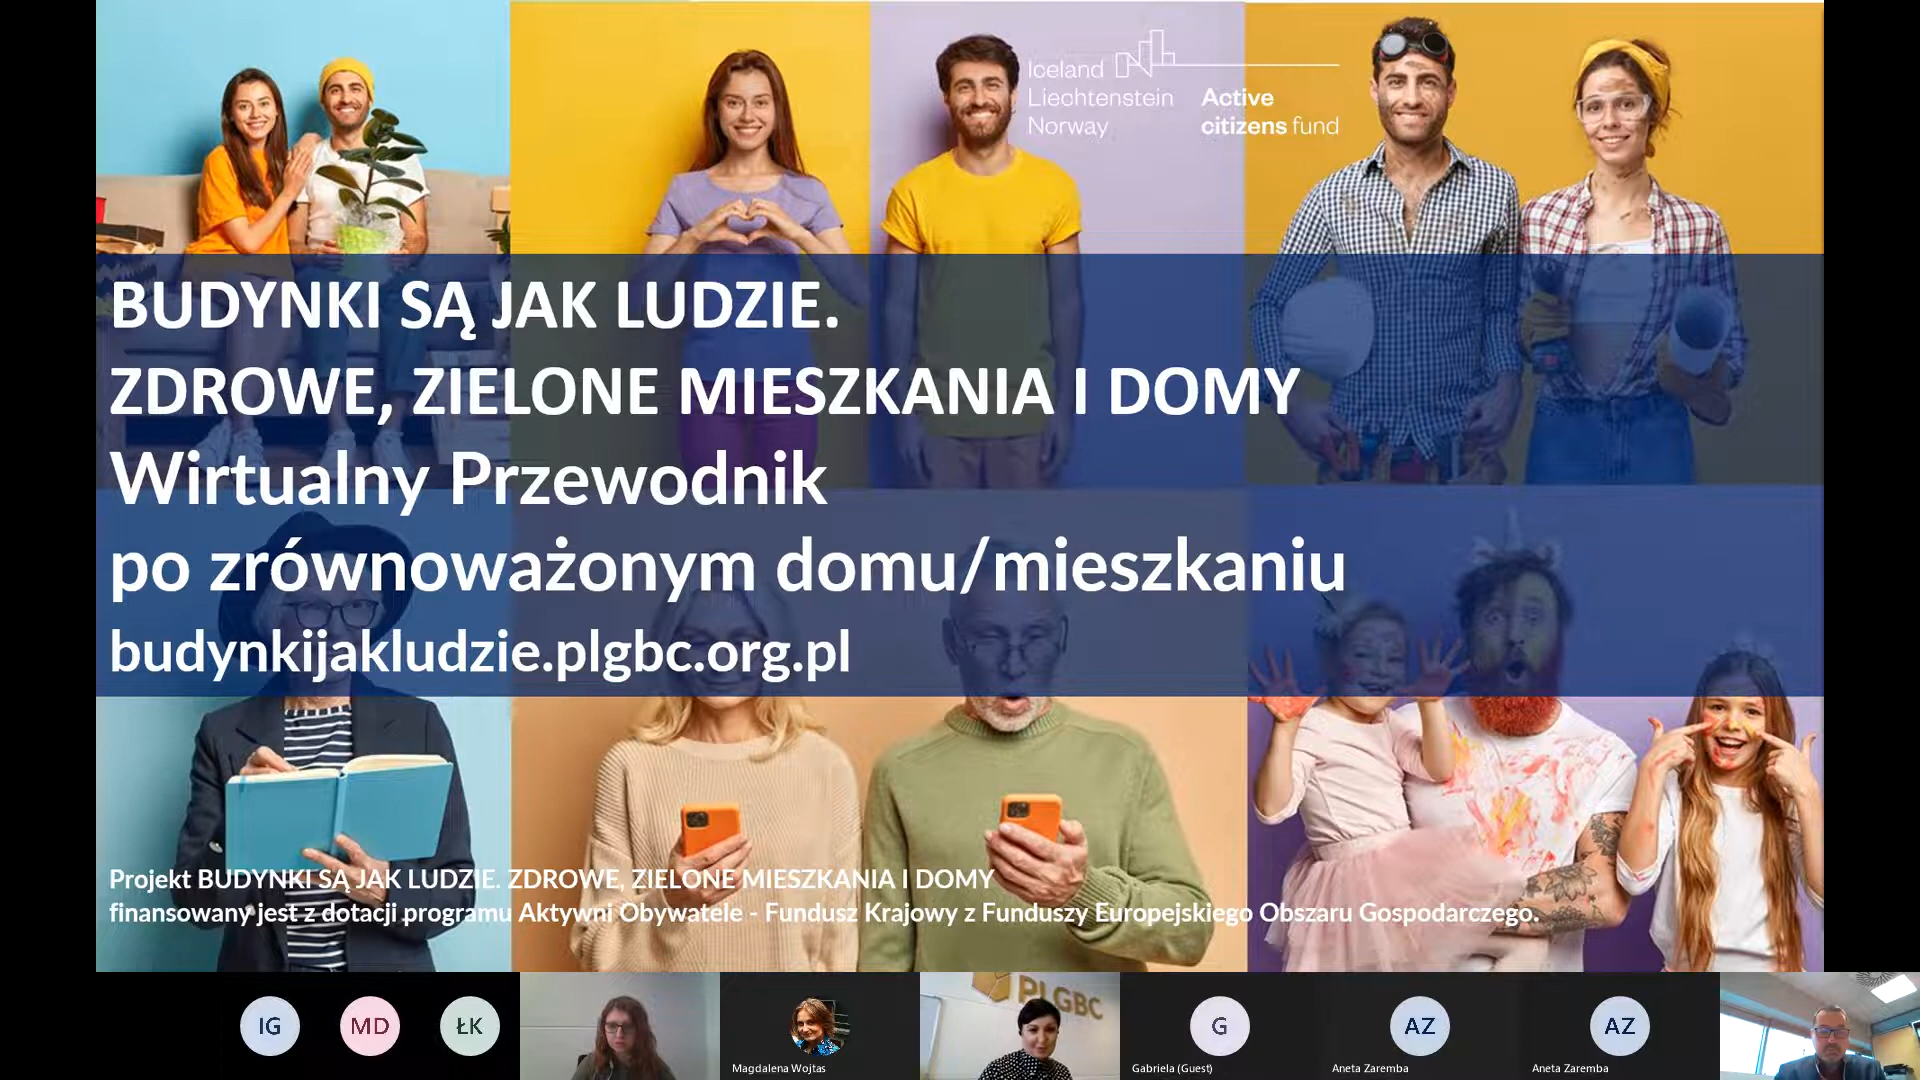 Iceland
Liechtenstein
Norway
Active
citizens fund
BUDYNKI SĄ JAK LUDZIE.
ZDROWE, ZIELONE MIESZKANIA I DOMY
Wirtualny Przewodnik
po zrównoważonym domu/mieszkaniu
budynkijakludzie.plgbc.org.pl
Projekt BUDYNKI SĄ JAK LUDZIE. ZDROWE, ZIELONE MIESZKANIA I DOMY
finansowany jest z dotacji programu Aktywni Obywatele - Fundusz Krajowy z Funduszy Europejskiego Obszaru Gospodarczego.
IG
MD
ŁK
Magdalena Wojtas
PLGBC
G
Gabriela (Guest)
AZ
Aneta Zaremba
AZ
Aneta Zaremba